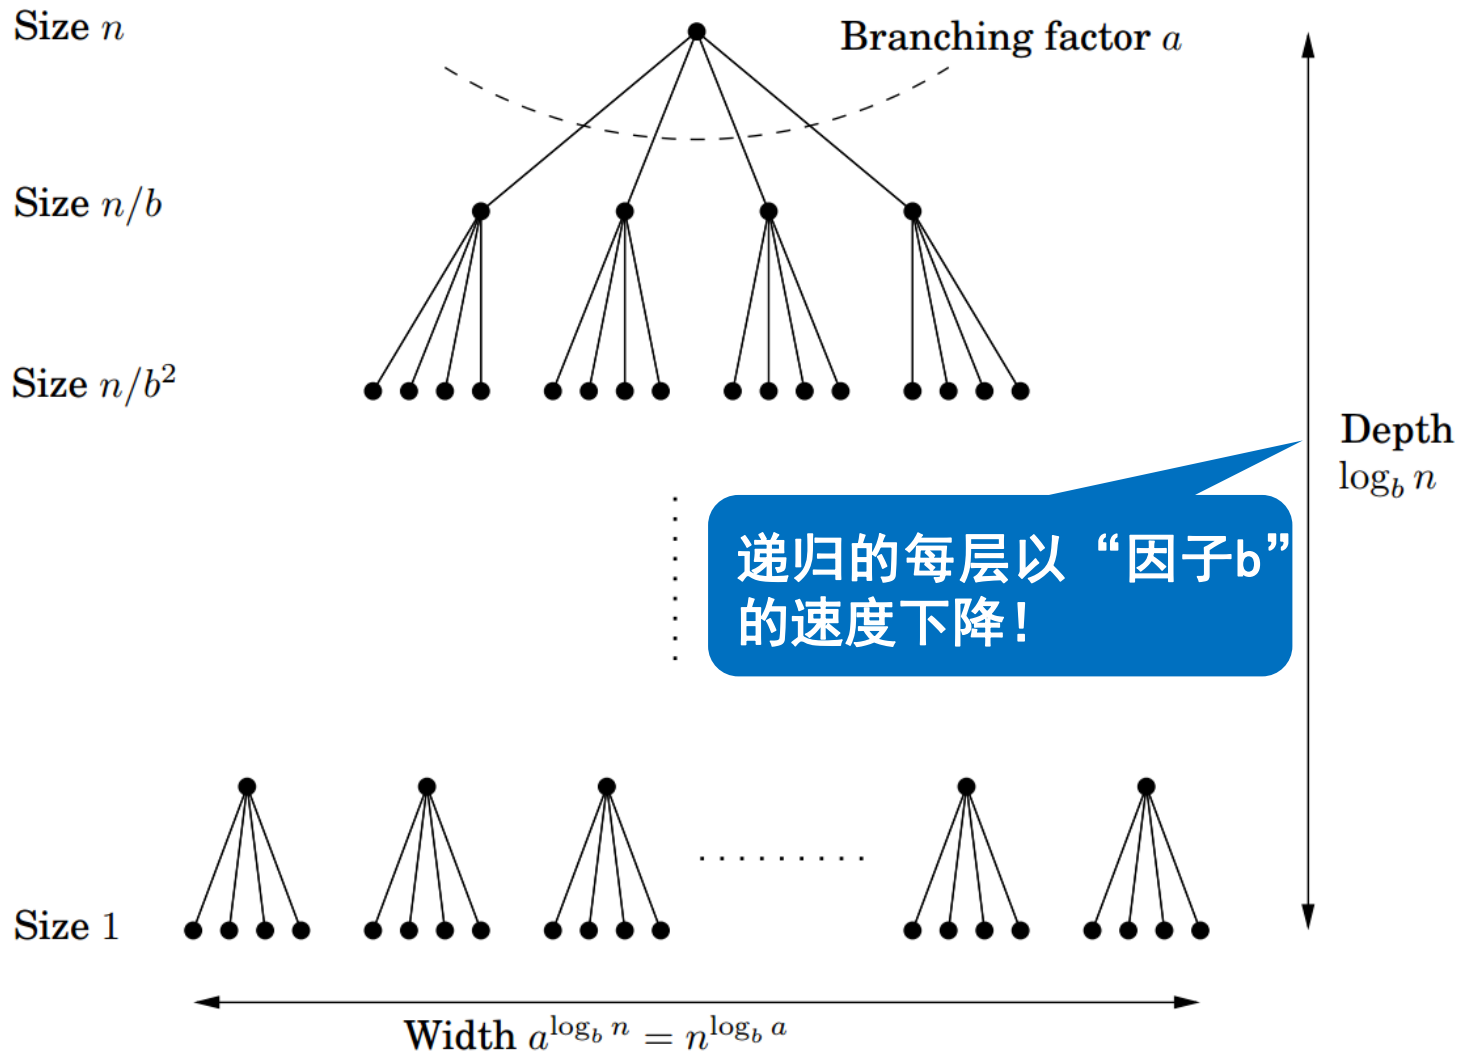 Size n
Branching factor a
Size n/b
Size n/b²
Depth
log_b n
递归的每层以“因子b”
的速度下降！
Size 1
Width a^{log_b n} = n^{log_b a}